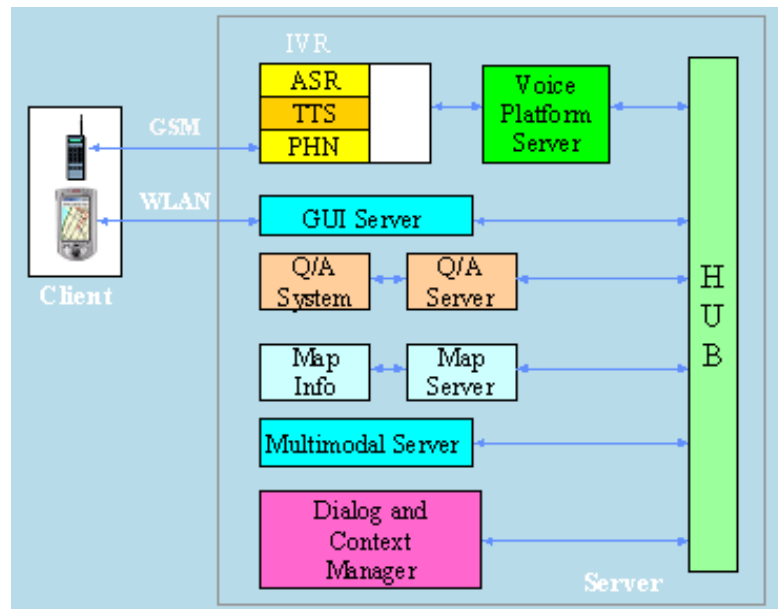 IVR
ASR
TTS
PHN
Voice
Platform
Server
GSM
WLAN
Client
GUI Server
Q/A
System
Q/A
Server
Map
Info
Map
Server
Multimodal Server
Dialog and
Context
Manager
H
U
B
Server